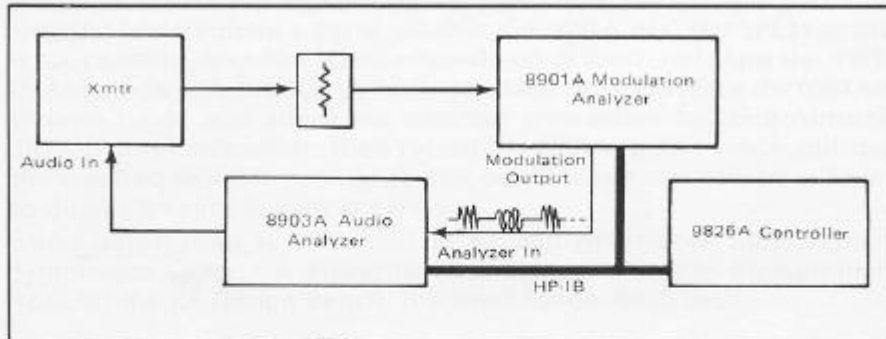 Xmtr
8901A Modulation
Analyzer
Audio In
Modulation
Output
8903A Audio
Analyzer
Analyzer In
9826A Controller
HP-IB